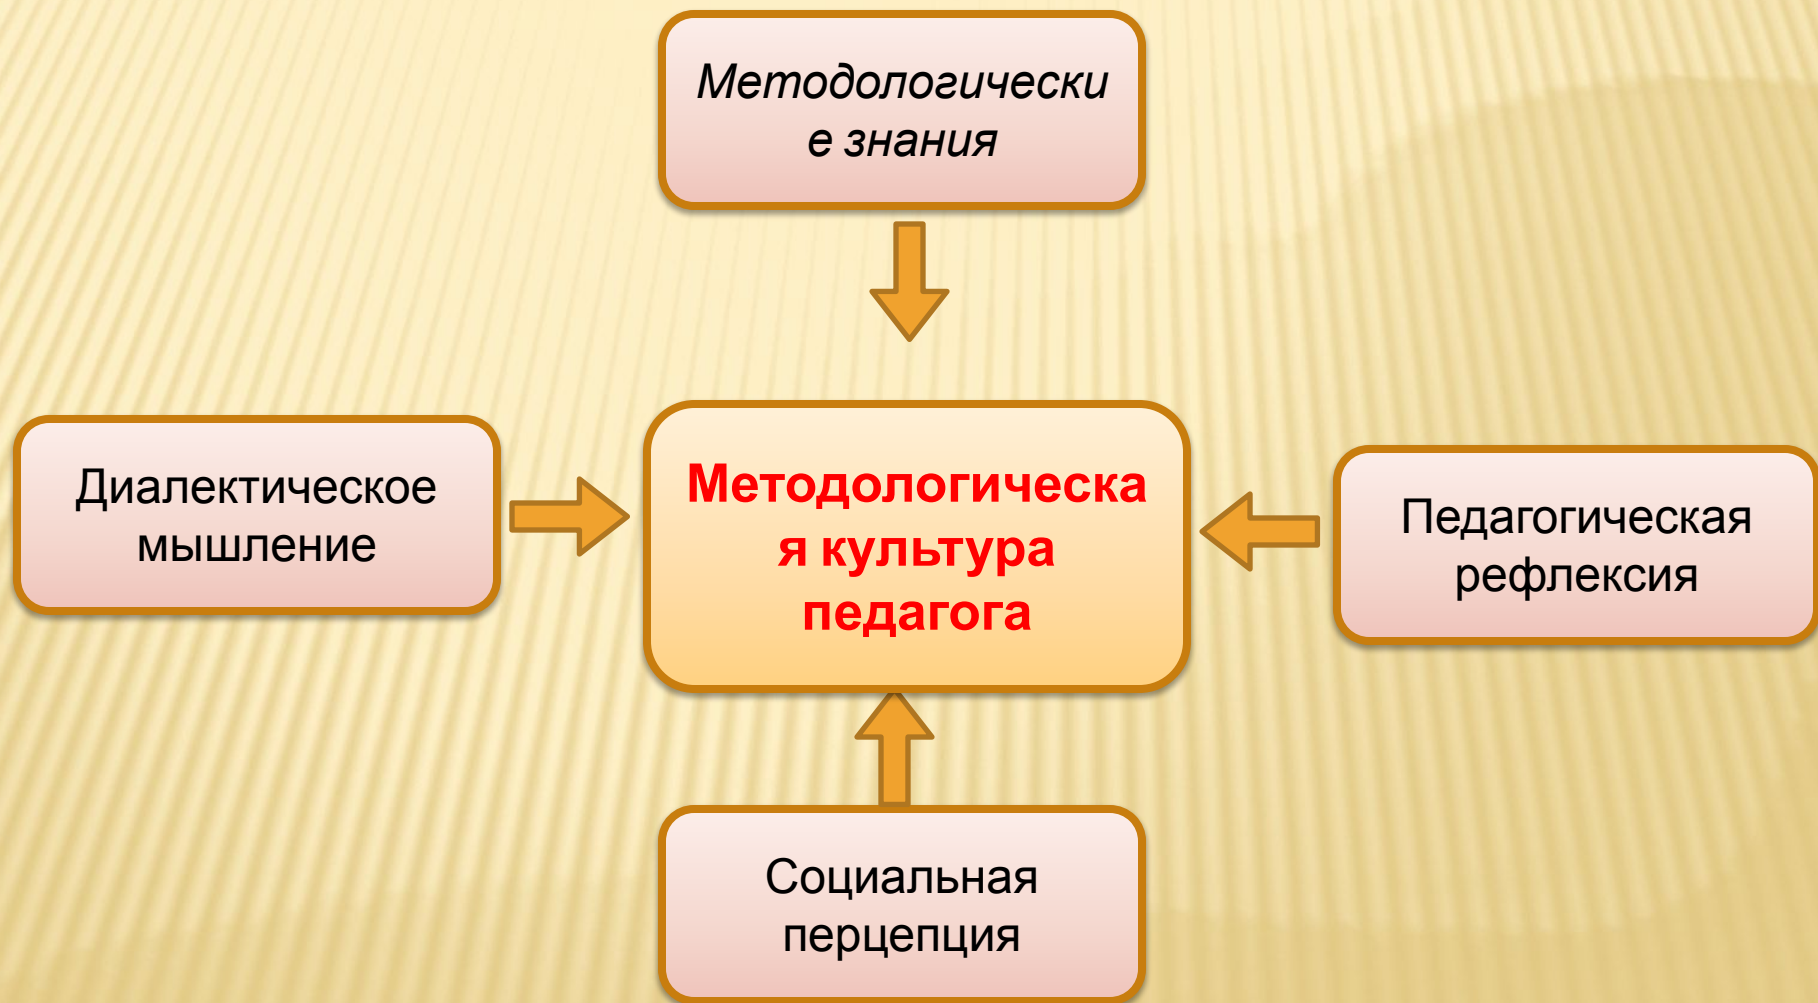 Методологически
е знания
Диалектическое
мышление
Методологическа
я культура
педагога
Педагогическая
рефлексия
Социальная
перцепция